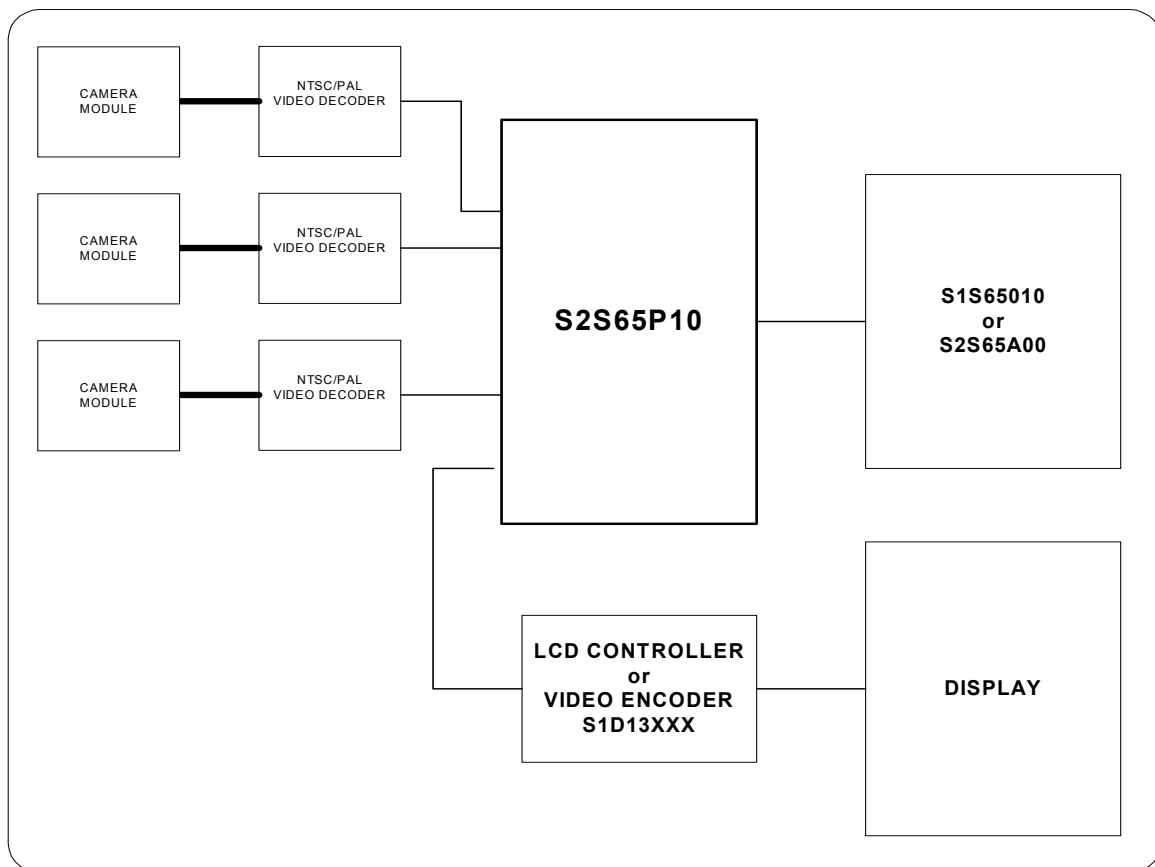 CAMERA
MODULE
NTSC/PAL
VIDEO DECODER
CAMERA
MODULE
NTSC/PAL
VIDEO DECODER
CAMERA
MODULE
NTSC/PAL
VIDEO DECODER
S2S65P10
S1S65010
or
S2S65A00
LCD CONTROLLER
or
VIDEO ENCODER
S1D13XXX
DISPLAY